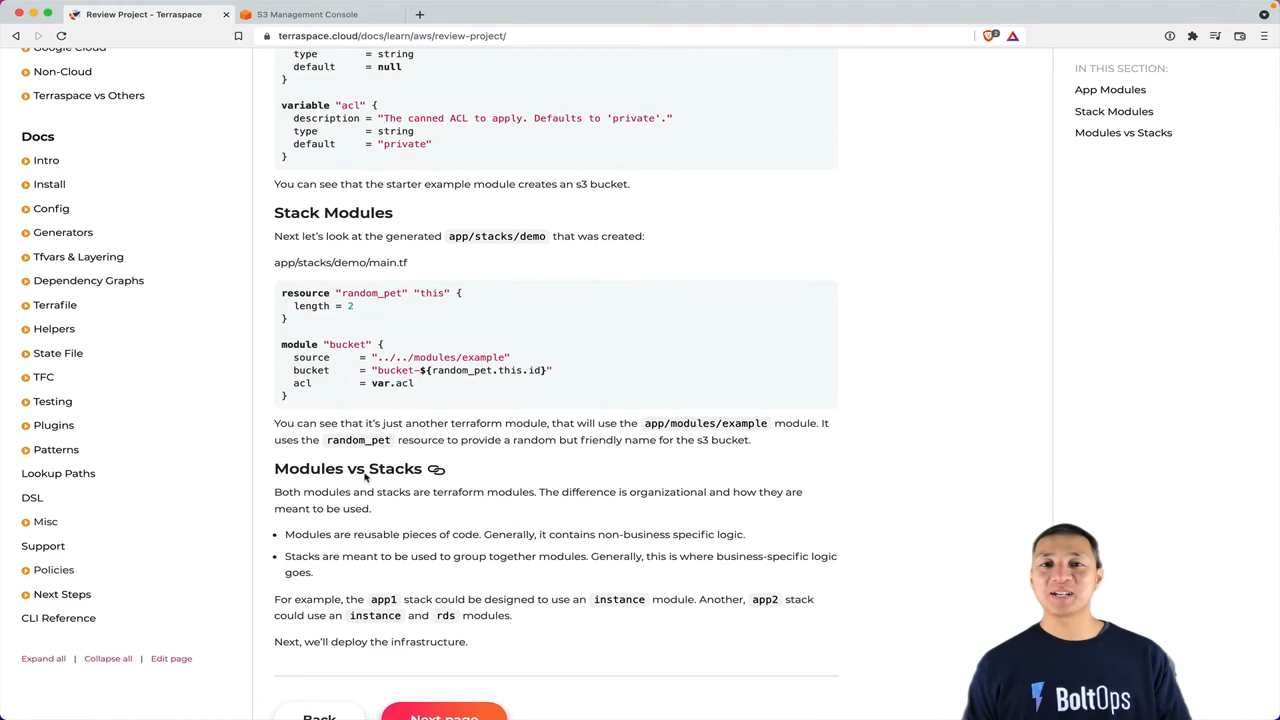 Review Project - Terraspace
S3 Management Console
terraspace.cloud/docs/learn/aws/review-project/
Google Cloud
Non-Cloud
Terraspace vs Others
Docs
Intro
Install
Config
Generators
Tfvars & Layering
Dependency Graphs
Terrafile
Helpers
State File
TFC
Testing
Plugins
Patterns
Lookup Paths
DSL
Misc
Support
Policies
Next Steps
CLI Reference
Expand all | Collapse all | Edit page
type = string
default = null
}
variable "acl" {
description = "The canned ACL to apply. Defaults to 'private'."
type = string
default = "private"
}
You can see that the starter example module creates an s3 bucket.
Stack Modules
Next let's look at the generated app/stacks/demo that was created:
app/stacks/demo/main.tf
resource "random_pet" "this" {
length = 2
}
module "bucket" {
source = "../../modules/example"
bucket = "bucket-${random_pet.this.id}"
acl = var.acl
}
You can see that it's just another terraform module, that will use the app/modules/example module. It
uses the random_pet resource to provide a random but friendly name for the s3 bucket.
Modules vs Stacks
Both modules and stacks are terraform modules. The difference is organizational and how they are
meant to be used.
• Modules are reusable pieces of code. Generally, it contains non-business specific logic.
• Stacks are meant to be used to group together modules. Generally, this is where business-specific logic
goes.
For example, the app1 stack could be designed to use an instance module. Another, app2 stack
could use an instance and rds modules.
Next, we'll deploy the infrastructure.
Back
Next page
IN THIS SECTION:
App Modules
Stack Modules
Modules vs Stacks
BoltOps